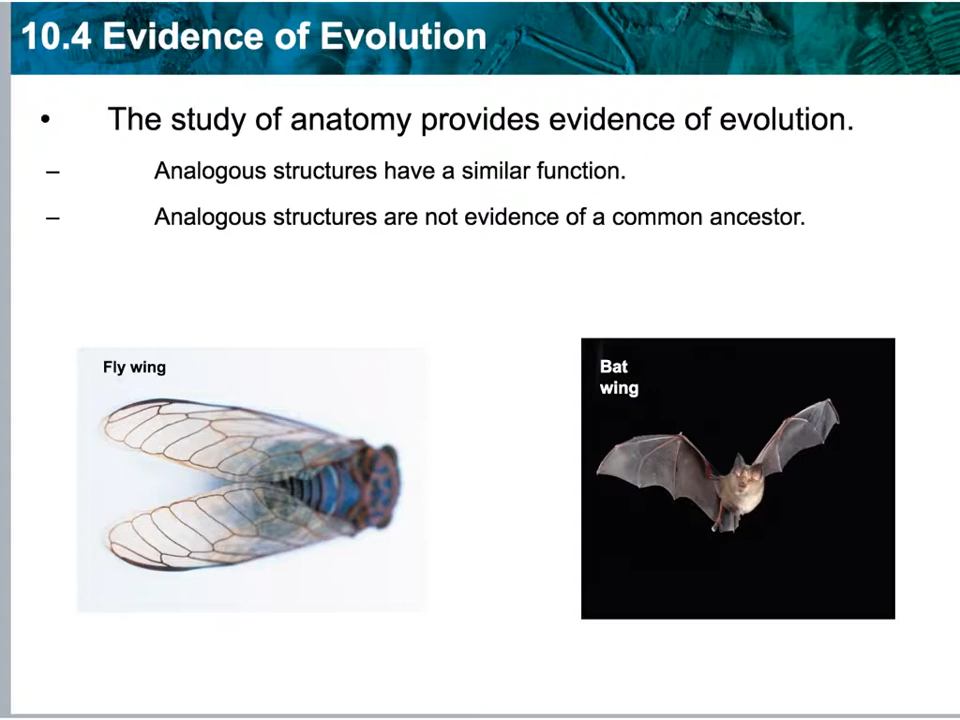 10.4 Evidence of Evolution
• The study of anatomy provides evidence of evolution.
– Analogous structures have a similar function.
– Analogous structures are not evidence of a common ancestor.
Fly wing
Bat
wing